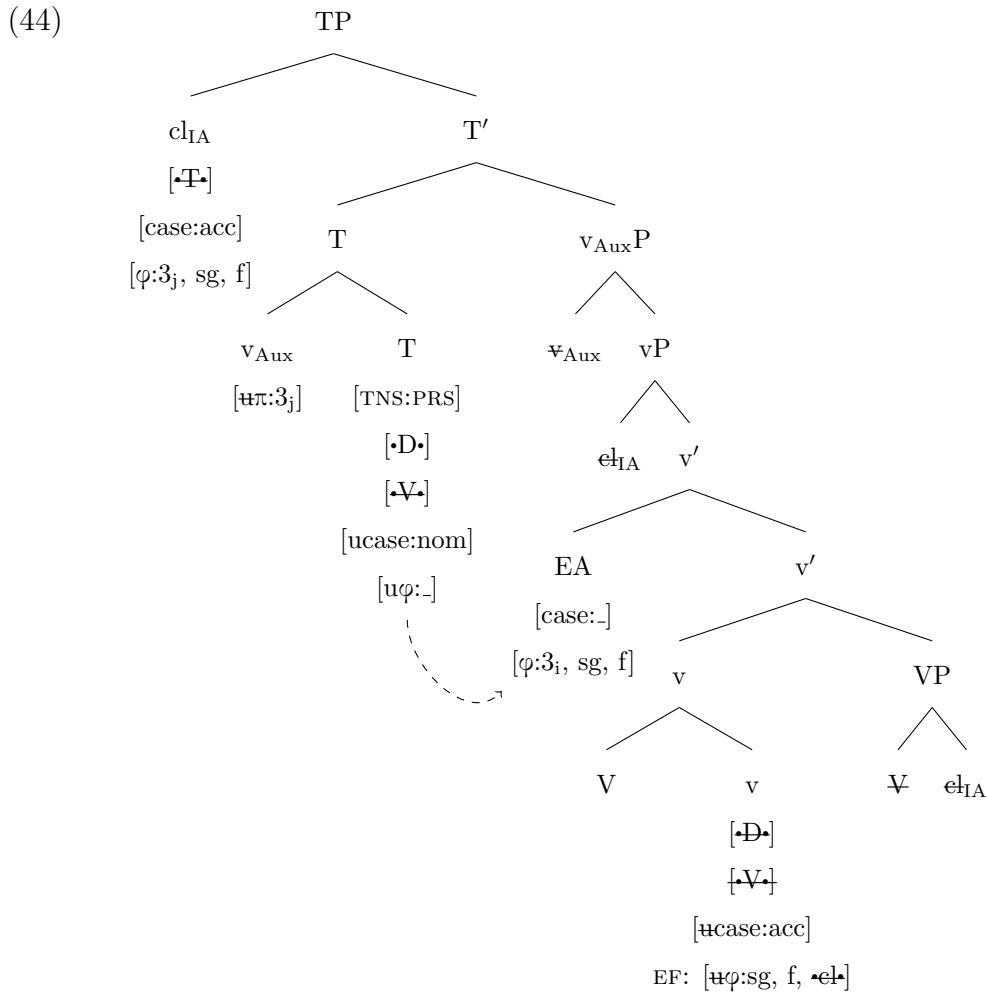 (44) TP
cl_IA T′
[•T•]
[case:acc] T v_AuxP
[φ:3_j, sg, f]
v_Aux T v_Aux vP
[uπ:3_j] [TNS:PRS]
[•D•] cl_IA v′
[•V•]
[ucase:nom] EA v′
[uφ:_] [case:_]
[φ:3_i, sg, f] v VP
V v V cl_IA
[•D•]
[•V•]
[ucase:acc]
EF: [uφ:sg, f, •cl•]